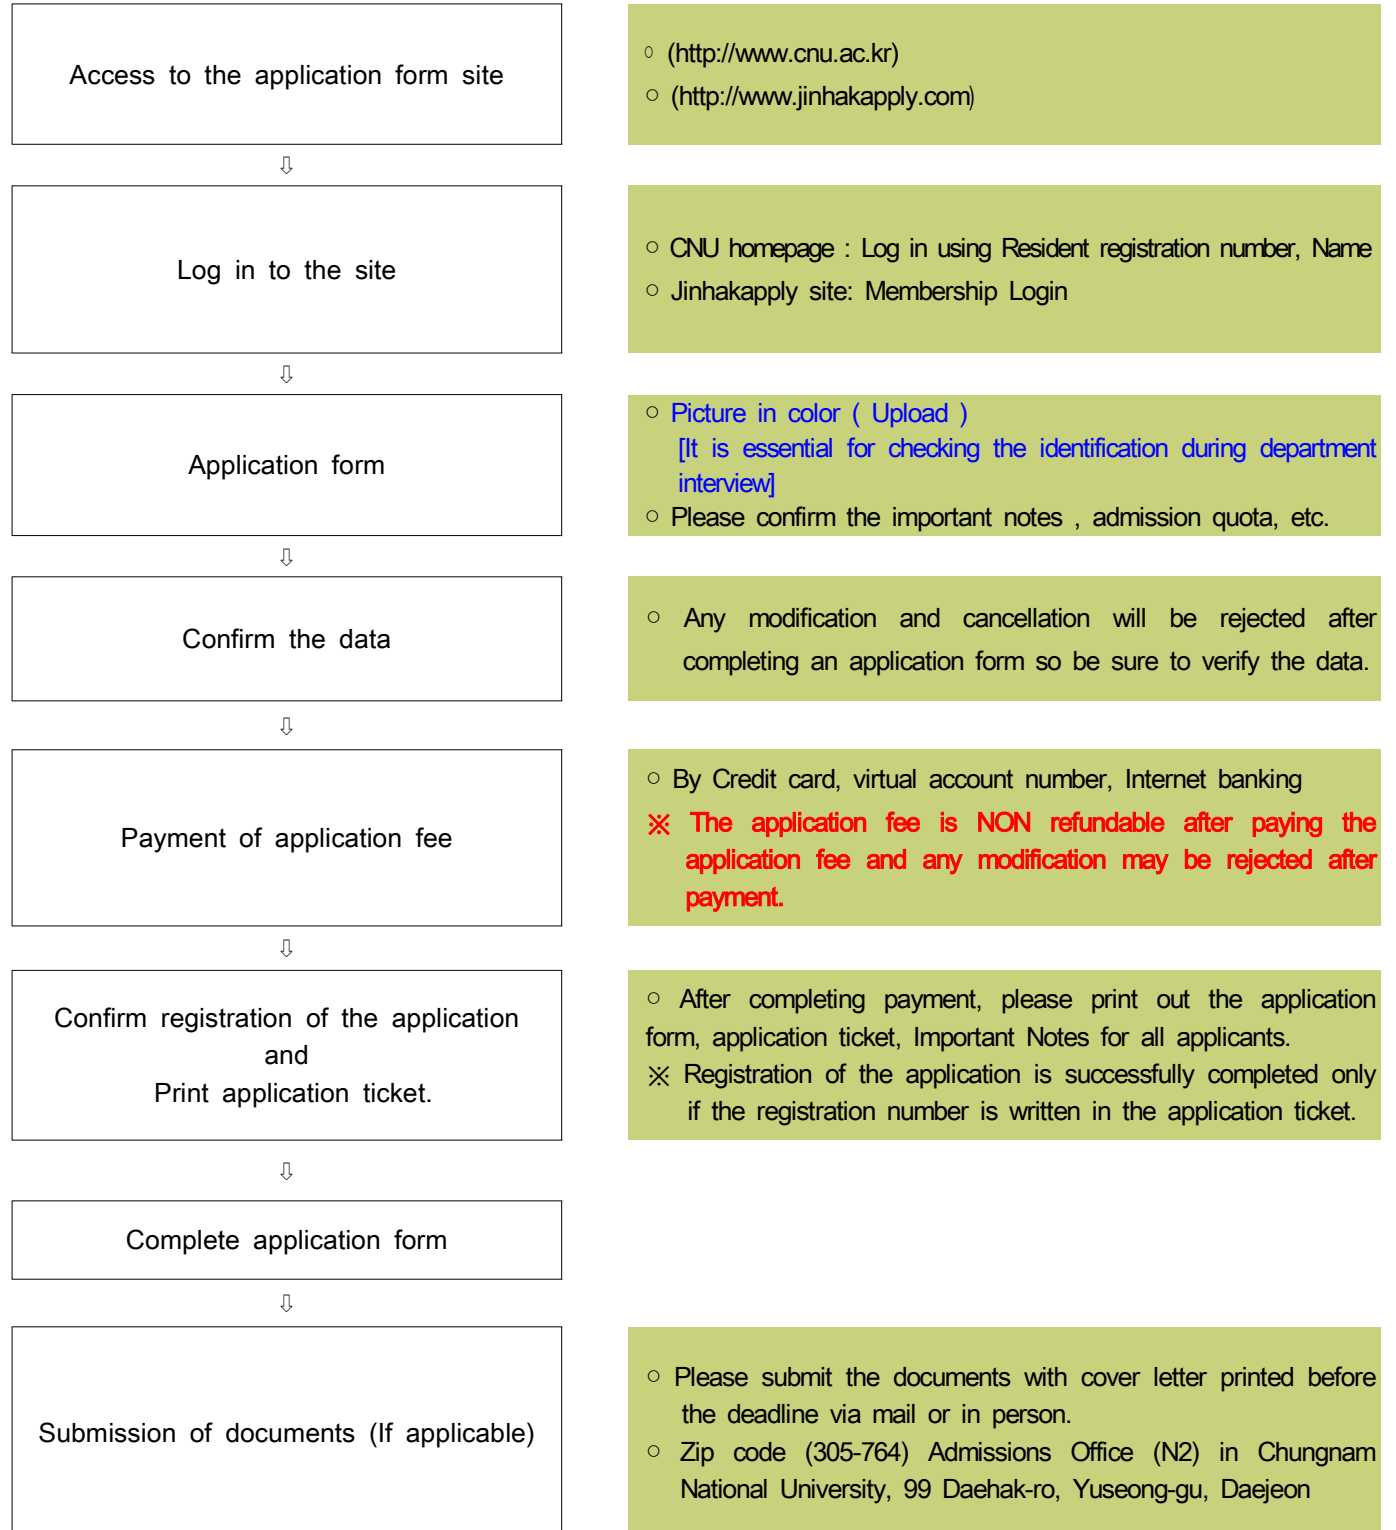 Access to the application form site
○ (http://www.cnu.ac.kr)
○ (http://www.jinhakapply.com)
⇩
Log in to the site
○ CNU homepage : Log in using Resident registration number, Name
○ Jinhakapply site: Membership Login
⇩
Application form
○ Picture in color ( Upload )
[It is essential for checking the identification during department
interview]
○ Please confirm the important notes , admission quota, etc.
⇩
Confirm the data
○ Any modification and cancellation will be rejected after
completing an application form so be sure to verify the data.
⇩
Payment of application fee
○ By Credit card, virtual account number, Internet banking
※ The application fee is NON refundable after paying the
application fee and any modification may be rejected after
payment.
⇩
Confirm registration of the application
and
Print application ticket.
○ After completing payment, please print out the application
form, application ticket, Important Notes for all applicants.
※ Registration of the application is successfully completed only
if the registration number is written in the application ticket.
⇩
Complete application form
⇩
Submission of documents (If applicable)
○ Please submit the documents with cover letter printed before
the deadline via mail or in person.
○ Zip code (305-764) Admissions Office (N2) in Chungnam
National University, 99 Daehak-ro, Yuseong-gu, Daejeon